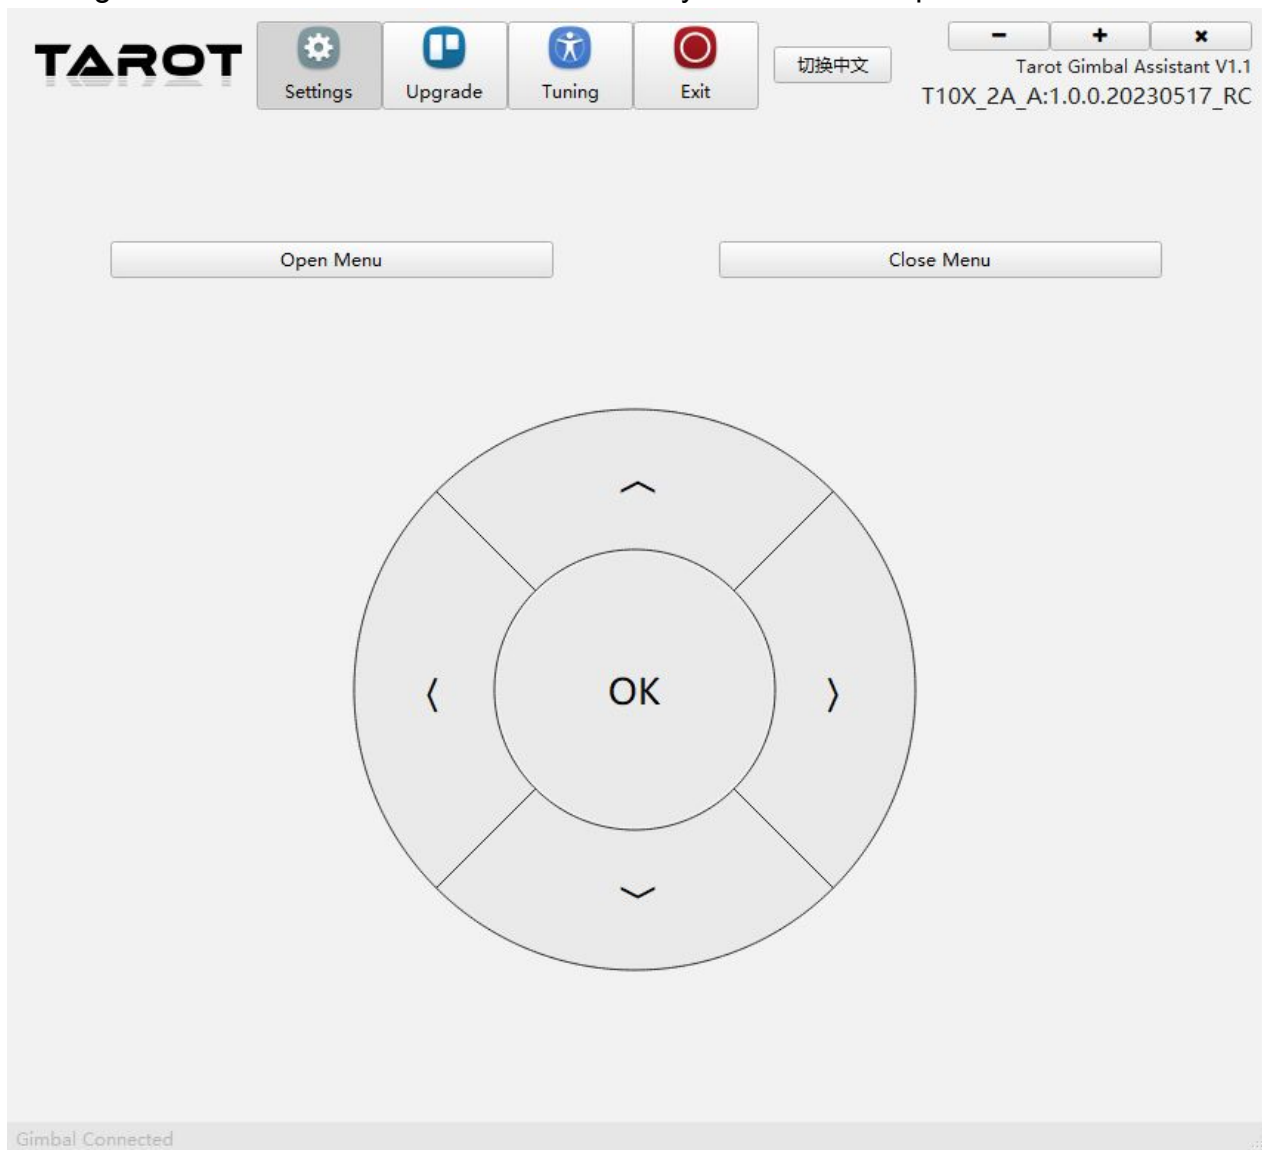 TAROT
Settings
Upgrade
Tuning
Exit
切换中文
Tarot Gimbal Assistant V1.1
T10X_2A_A:1.0.0.20230517_RC
Open Menu
Close Menu
OK
Gimbal Connected